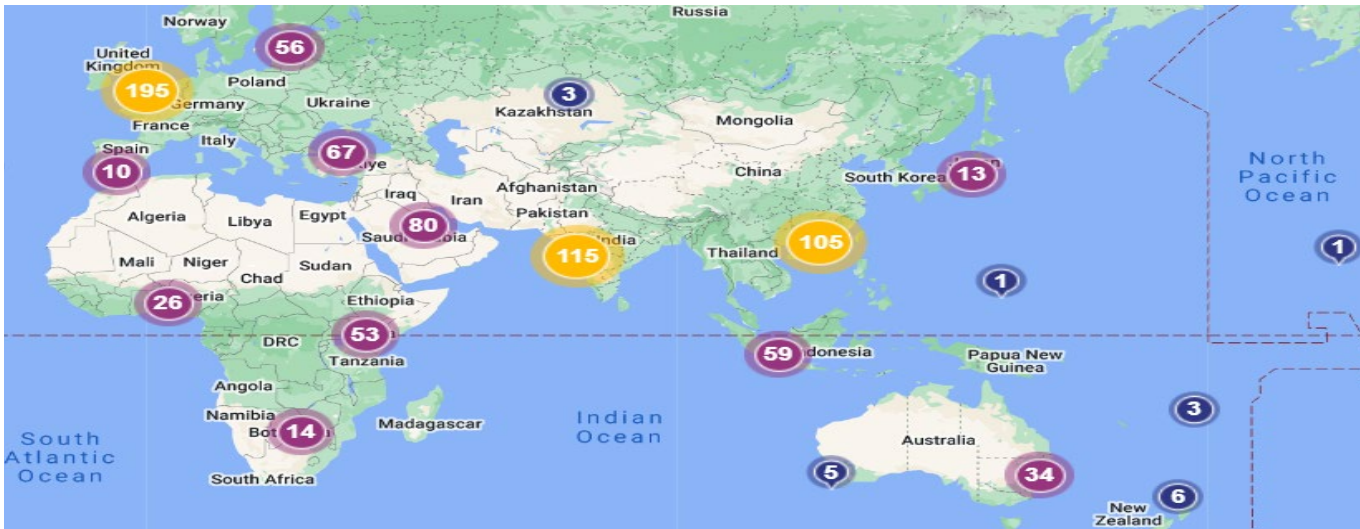 Norway
Russia
56
United
Kingdom
195
Poland
Germany
Ukraine
France
3
Kazakhstan
Mongolia
Italy
Spain
10
67
China
South Korea
13
North
Pacific
Ocean
Afghanistan
Iraq
Iran
Pakistan
Algeria
Libya
Egypt
80
115
India
Thailand
105
1
Mali
Niger
Chad
Sudan
1
26
Ethiopia
53
DRC
Tanzania
59
Papua New
Guinea
Angola
Namibia
14
Madagascar
Indian
Ocean
Australia
3
South
Atlantic
Ocean
South Africa
5
34
6
New
Zealand